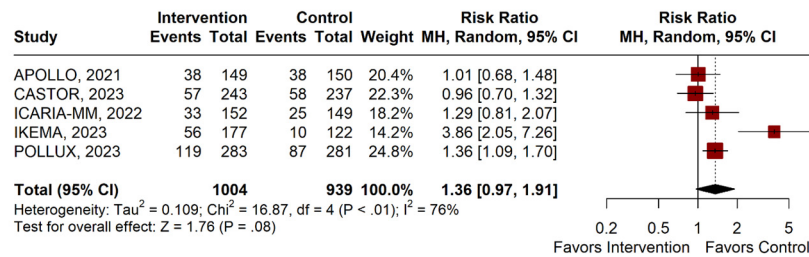 Intervention Control Risk Ratio Risk Ratio
Study Events Total Events Total Weight MH, Random, 95% CI MH, Random, 95% CI
APOLLO, 2021 38 149 38 150 20.4% 1.01 [0.68, 1.48]
CASTOR, 2023 57 243 58 237 22.3% 0.96 [0.70, 1.32]
ICARIA-MM, 2022 33 152 25 149 18.2% 1.29 [0.81, 2.07]
IKEMA, 2023 56 177 10 122 14.2% 3.86 [2.05, 7.26]
POLLUX, 2023 119 283 87 281 24.8% 1.36 [1.09, 1.70]
Total (95% CI) 1004 939 100.0% 1.36 [0.97, 1.91]
Heterogeneity: Tau² = 0.109; Chi² = 16.87, df = 4 (P < .01); I² = 76%
Test for overall effect: Z = 1.76 (P = .08)
0.2 0.5 1 2 5
Favors Intervention Favors Control